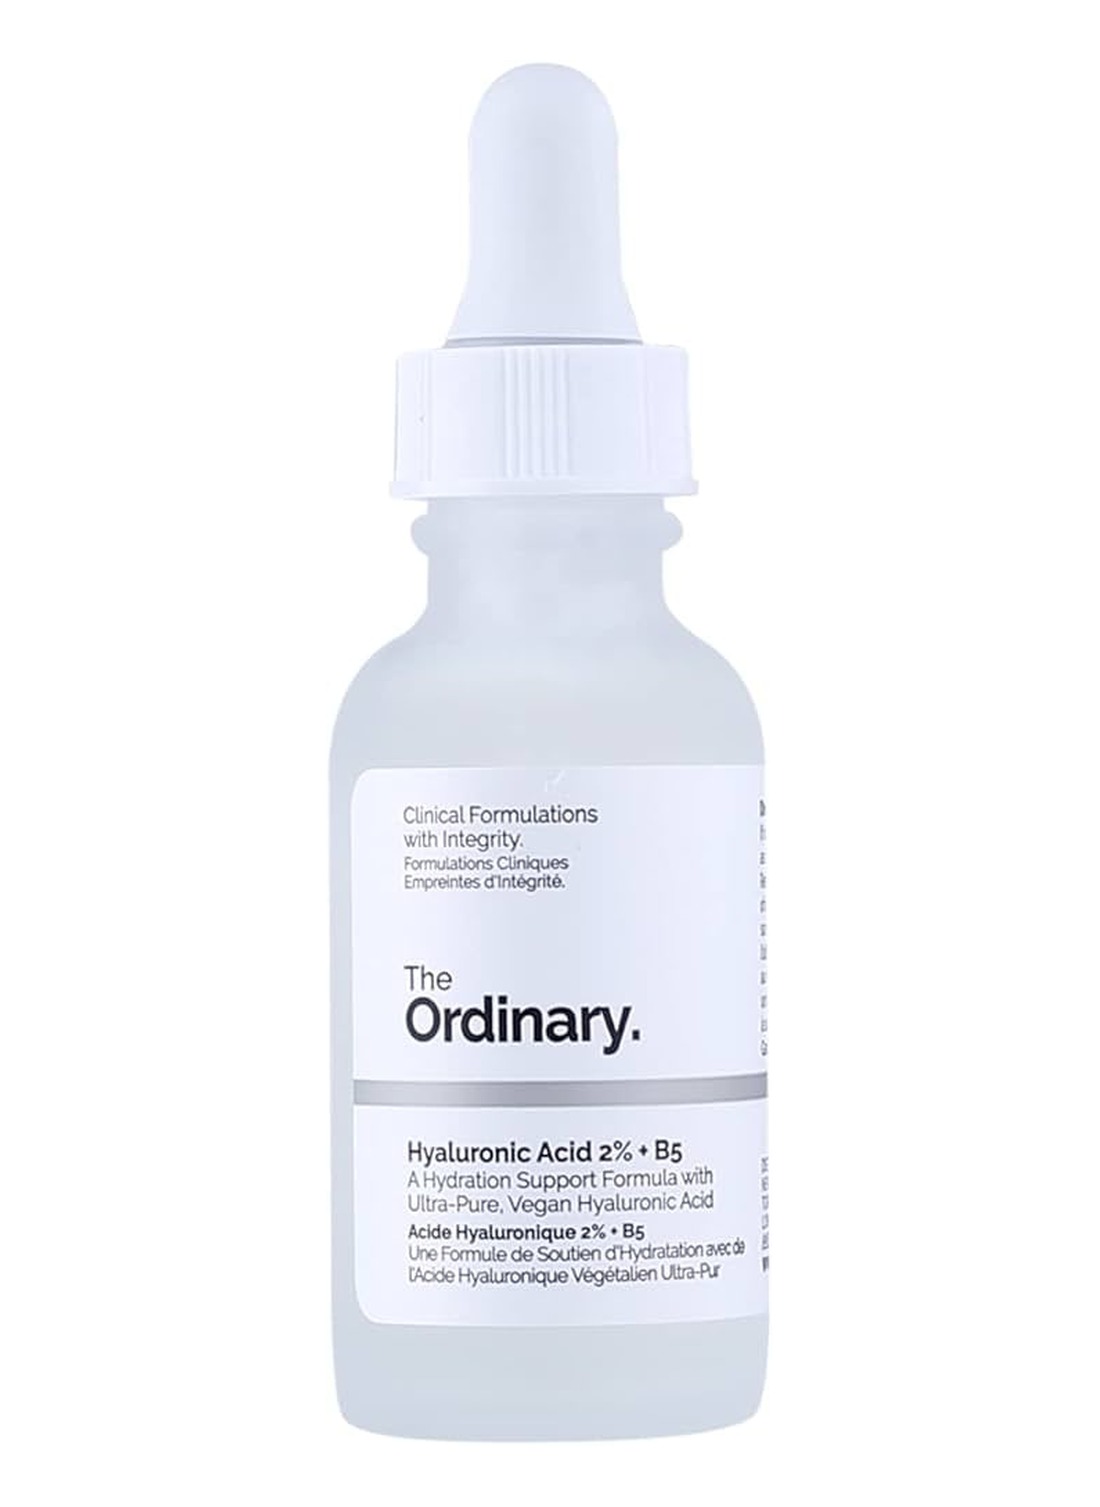 Clinical Formulations
with Integrity.
Formulations Cliniques
Empreintes d'Intégrité.
The
Ordinary.
Hyaluronic Acid 2% + B5
A Hydration Support Formula with
Ultra-Pure, Vegan Hyaluronic Acid
Acide Hyaluronique 2% + B5
Une Formule de Soutien d'Hydratation avec de
l'Acide Hyaluronique Végétalien Ultra-Pur